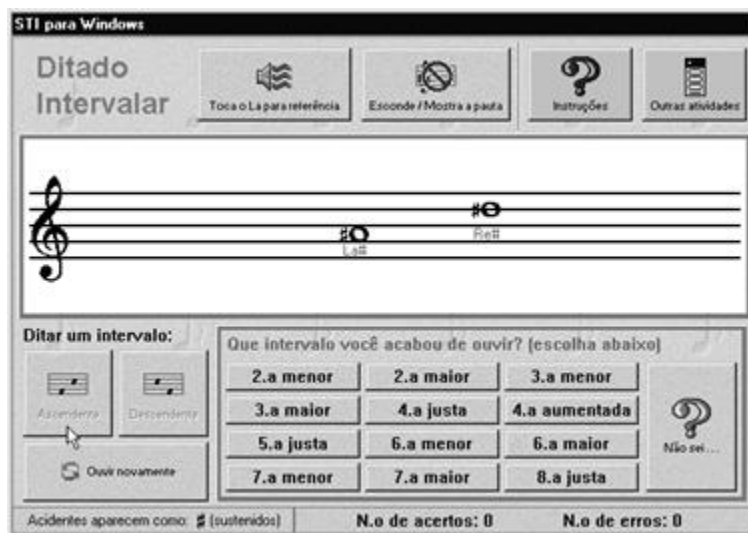 STI para Windows
Ditado
Intervalar
Toca o La para referência
Esconde / Mostra a pauta
Instruções
Outras atividades
La#
Re#
Ditar um intervalo:
Ascendente
Descendente
Ouvir novamente
Que intervalo você acabou de ouvir? (escolha abaixo)
2.a menor
2.a maior
3.a menor
3.a maior
4.a justa
4.a aumentada
5.a justa
6.a menor
6.a maior
7.a menor
7.a maior
8.a justa
Não sei...
Acidentes aparecem como: ♯ (sustenidos)
N.o de acertos: 0
N.o de erros: 0